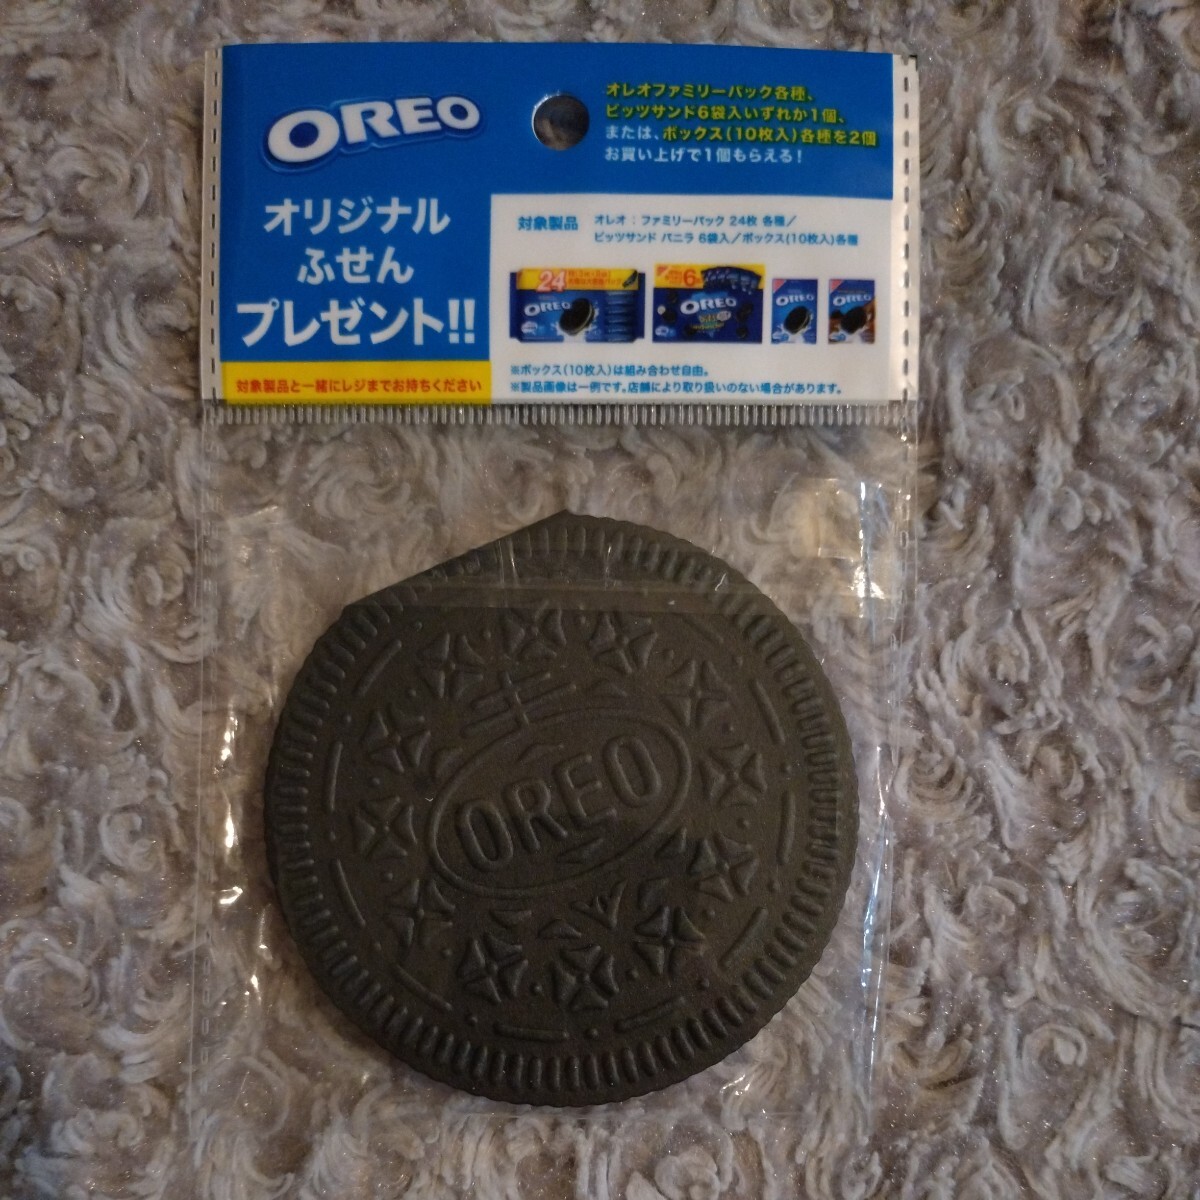 OREO
オリジナル
ふせん
プレゼント!!
対象製品と一緒にレジまでお持ちください
オレオファミリーパック各種、
ビッツサンド6袋入いずれか1個、
または、ボックス(10枚入)各種を2個
お買い上げで1個もらえる!
対象製品
オレオ:ファミリーパック 24枚 各種/
ビッツサンド バニラ 6袋入/ボックス(10枚入)各種
24
OREO
6
OREO
OREO
OREO
※ボックス(10枚入)は組み合わせ自由。
※製品画像は一例です。店舗により取り扱いのない場合があります。
OREO